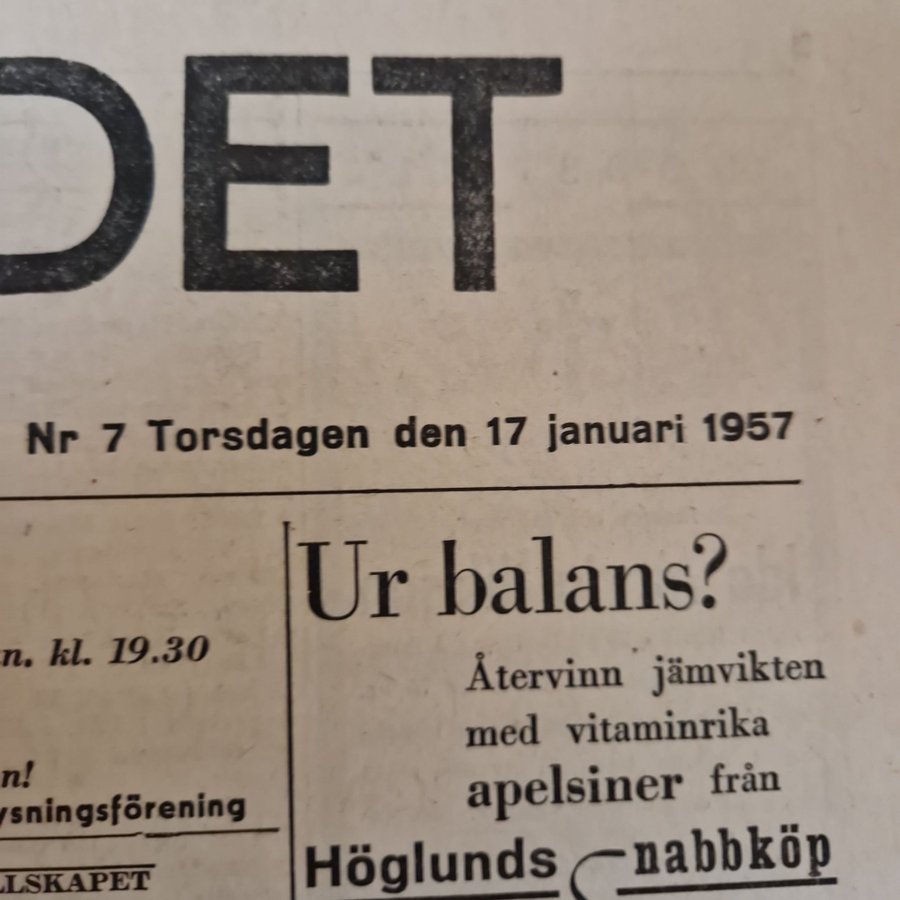 DET
Nr 7 Torsdagen den 17 januari 1957
n. kl. 19.30
n!
ysningsförening
LLSKAPET
Ur balans?
Återvinn jämvikten
med vitaminrika
apelsiner från
Höglunds nabbköp